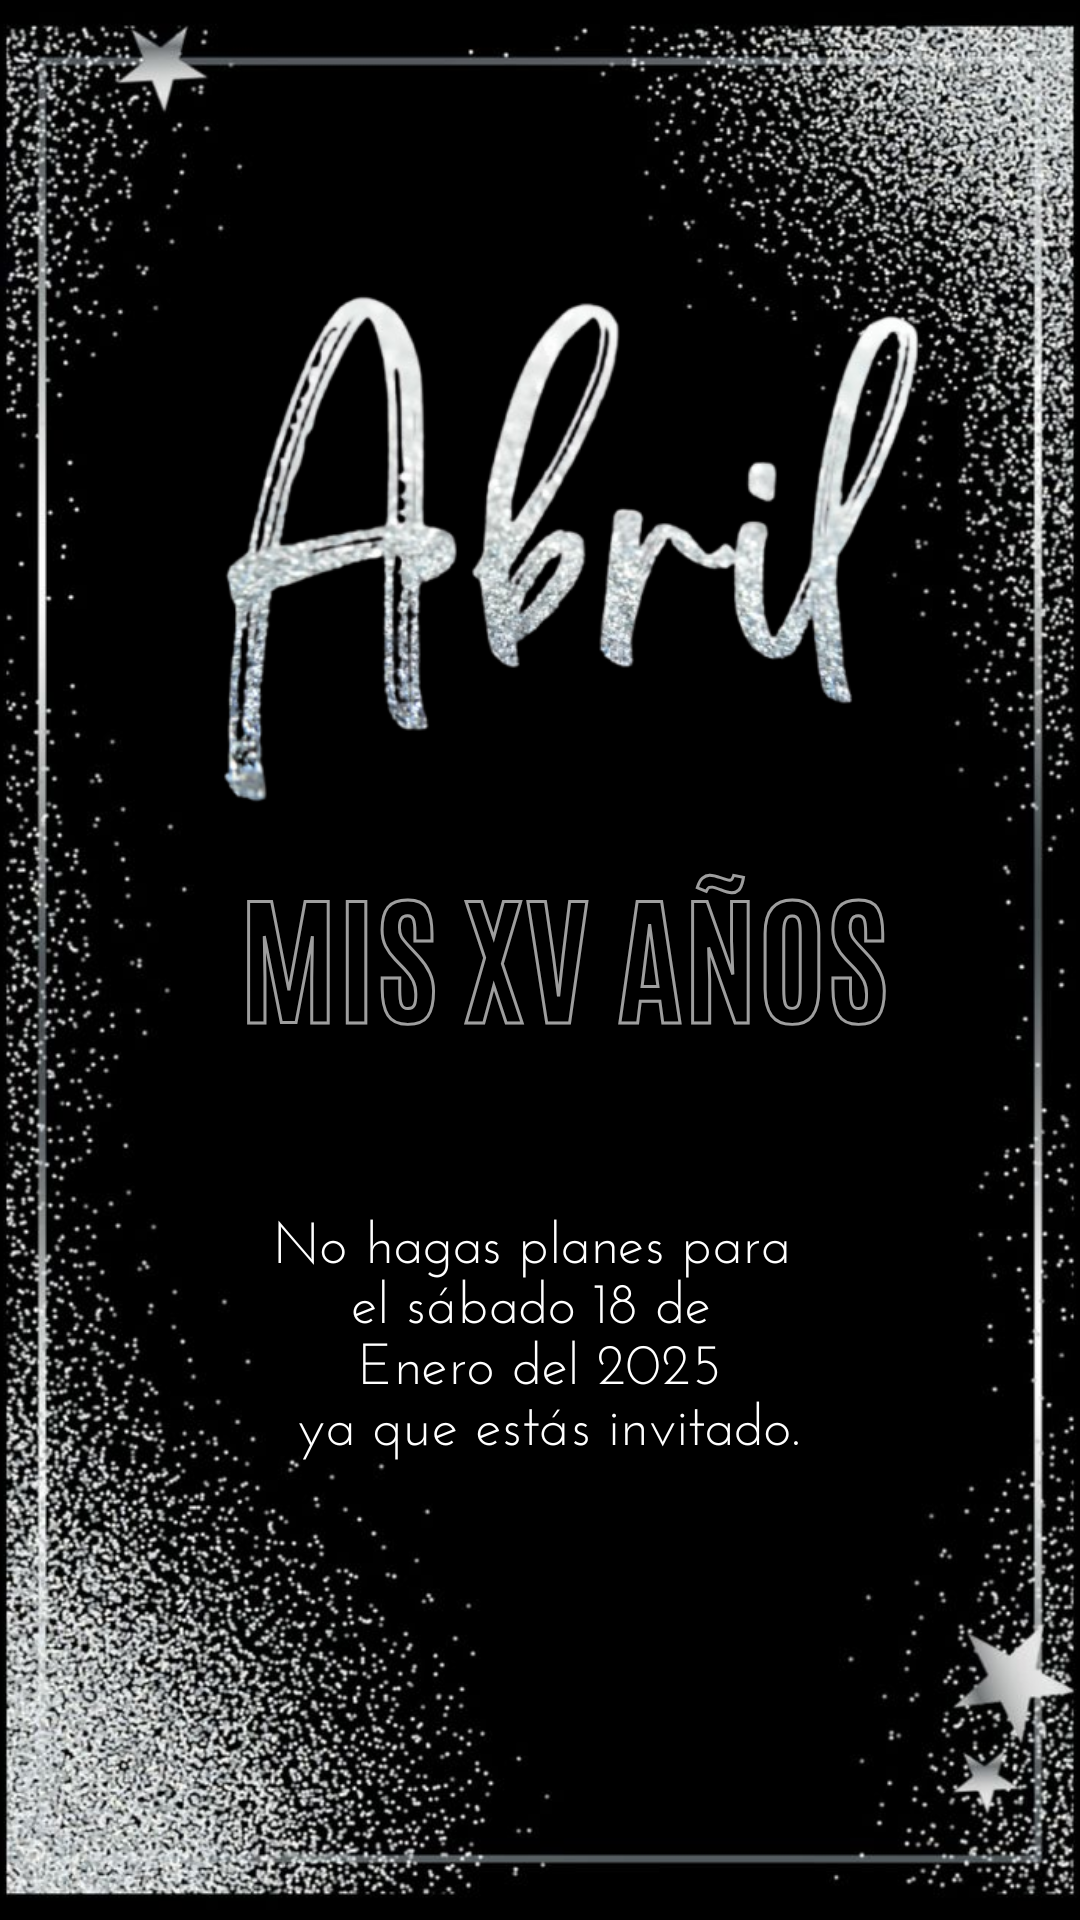 Abril
MIS XV AÑOS
No hagas planes para
el sábado 18 de
Enero del 2025
ya que estás invitado.